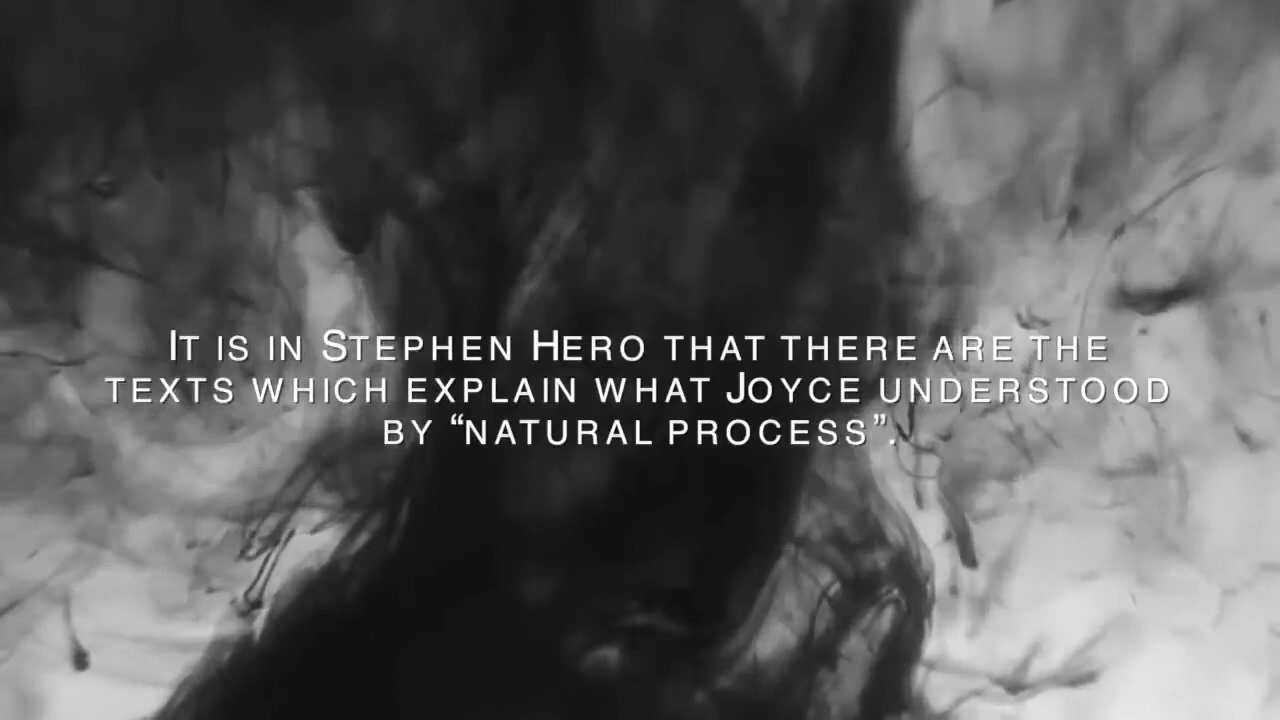 It is in Stephen Hero that there are the
texts which explain what Joyce understood
by “natural process”.